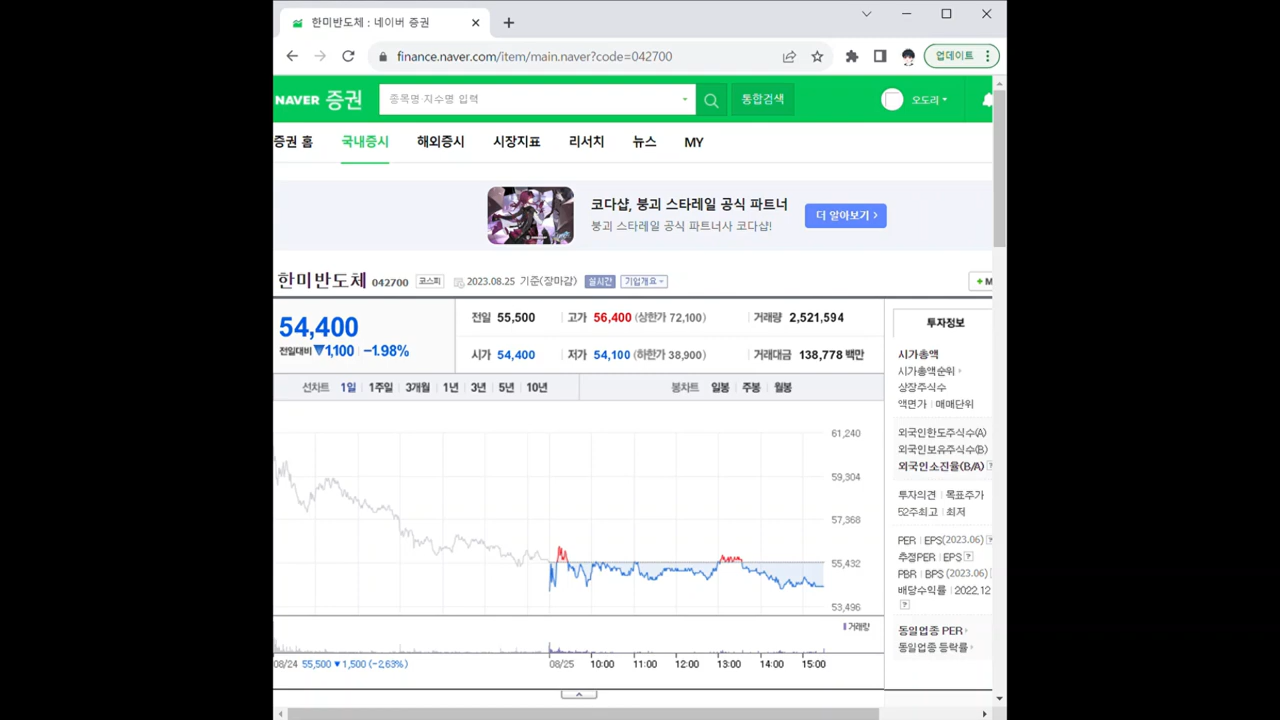 한미반도체 : 네이버 증권
finance.naver.com/item/main.naver?code=042700
업데이트
NAVER 증권
종목명·지수명 입력
통합검색
오도리
증권 홈 국내증시 해외증시 시장지표 리서치 뉴스 MY
코다샵, 붕괴 스타레일 공식 파트너
붕괴 스타레일 공식 파트너사 코다샵!
더 알아보기
한미반도체 042700 코스피 2023.08.25 기준(장마감) 실시간 기업개요
54,400
전일대비 ▼1,100 -1.98%
전일 55,500 고가 56,400 (상한가 72,100) 거래량 2,521,594
시가 54,400 저가 54,100 (하한가 38,900) 거래대금 138,778 백만
선차트 1일 1주일 3개월 1년 3년 5년 10년 봉차트 일봉 주봉 월봉
61,240
59,304
57,368
55,432
53,496
거래량
08/24 55,500 ▼ 1,500 (-2.63%)
08/25 10:00 11:00 12:00 13:00 14:00 15:00
투자정보
시가총액
시가총액순위
상장주식수
액면가 | 매매단위
외국인한도주식수(A)
외국인보유주식수(B)
외국인소진율(B/A) ?
투자의견 | 목표주가
52주최고 | 최저
PER | EPS(2023.06) ?
추정PER | EPS ?
PBR | BPS (2023.06)
배당수익률 | 2022.12
?
동일업종 PER
동일업종 등락률